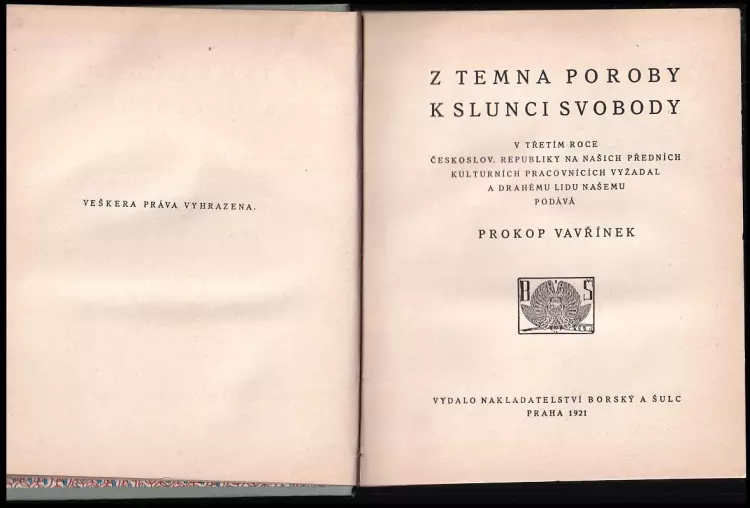 VEŠKERA PRÁVA VYHRAZENA.
Z TEMNA POROBY
K SLUNCI SVOBODY
V TŘETÍM ROCE
ČESKOSLOV. REPUBLIKY NA NAŠICH PŘEDNÍCH
KULTURNÍCH PRACOVNÍCÍCH VYŽADAL
A DRAHÉMU LIDU NAŠEMU
PODÁVÁ
PROKOP VAVŘÍNEK
B Š
VYDALO NAKLADATELSTVÍ BORSKÝ A ŠULC
PRAHA 1921